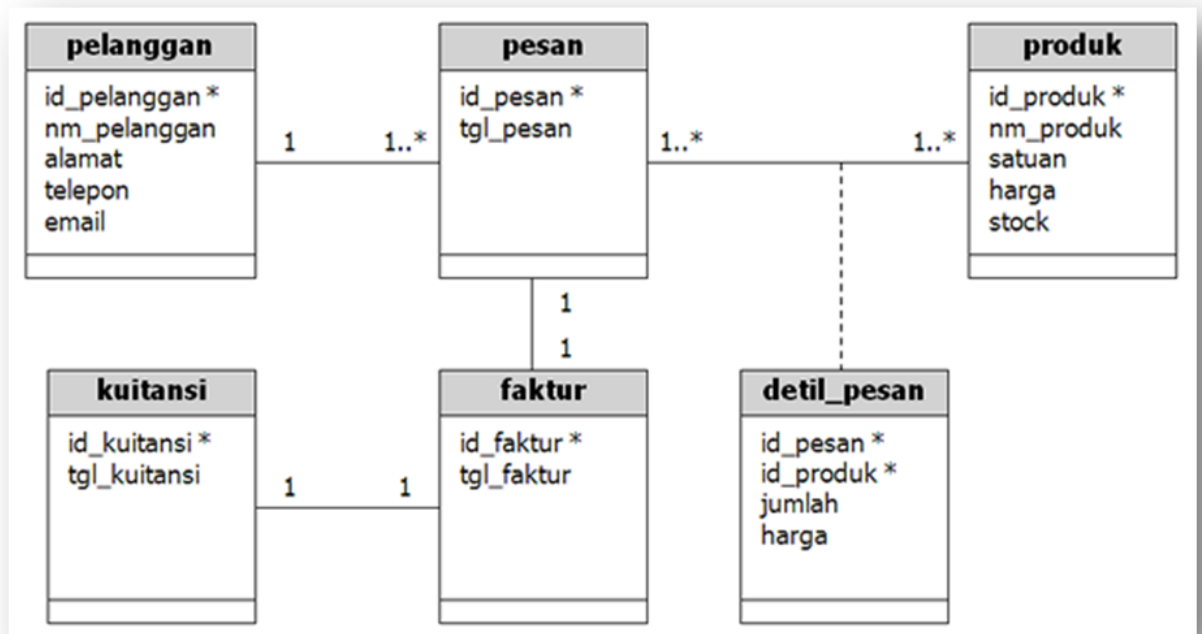 pelanggan
id_pelanggan *
nm_pelanggan
alamat
telepon
email
1
1..*
pesan
id_pesan *
tgl_pesan
1..*
1..*
produk
id_produk *
nm_produk
satuan
harga
stock
1
1
kuitansi
id_kuitansi *
tgl_kuitansi
1
1
faktur
id_faktur *
tgl_faktur
detil_pesan
id_pesan *
id_produk *
jumlah
harga